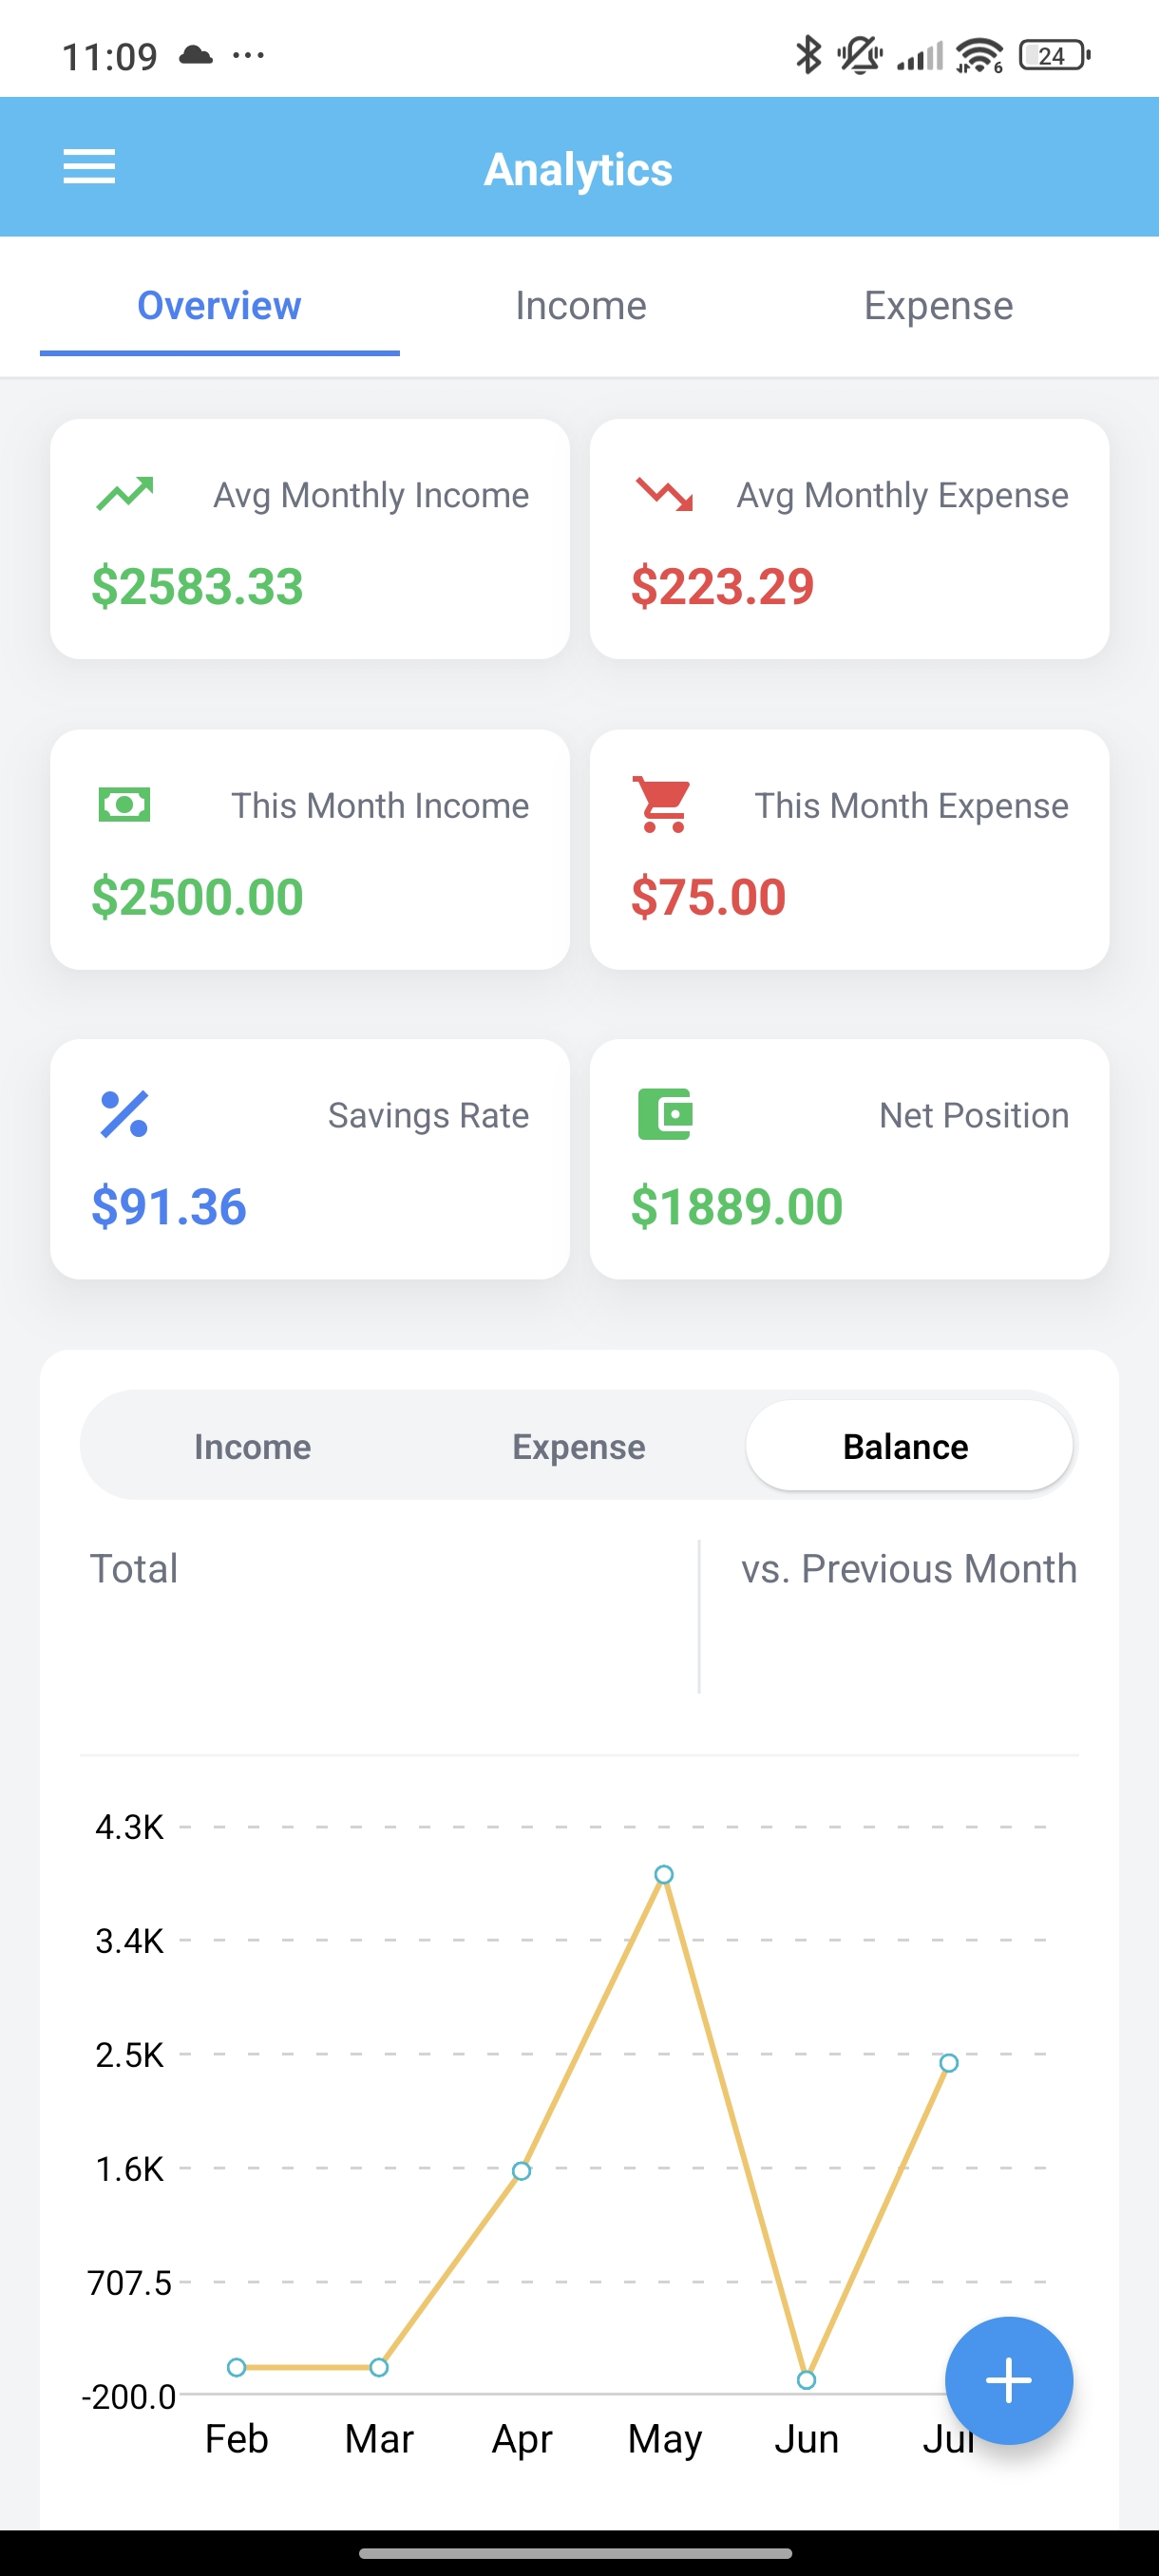 11:09
6
24
Analytics
Overview Income Expense
Avg Monthly Income
$2583.33
Avg Monthly Expense
$223.29
This Month Income
$2500.00
This Month Expense
$75.00
Savings Rate
$91.36
Net Position
$1889.00
Income Expense Balance
Total
vs. Previous Month
4.3K
3.4K
2.5K
1.6K
707.5
-200.0
Feb Mar Apr May Jun Jul